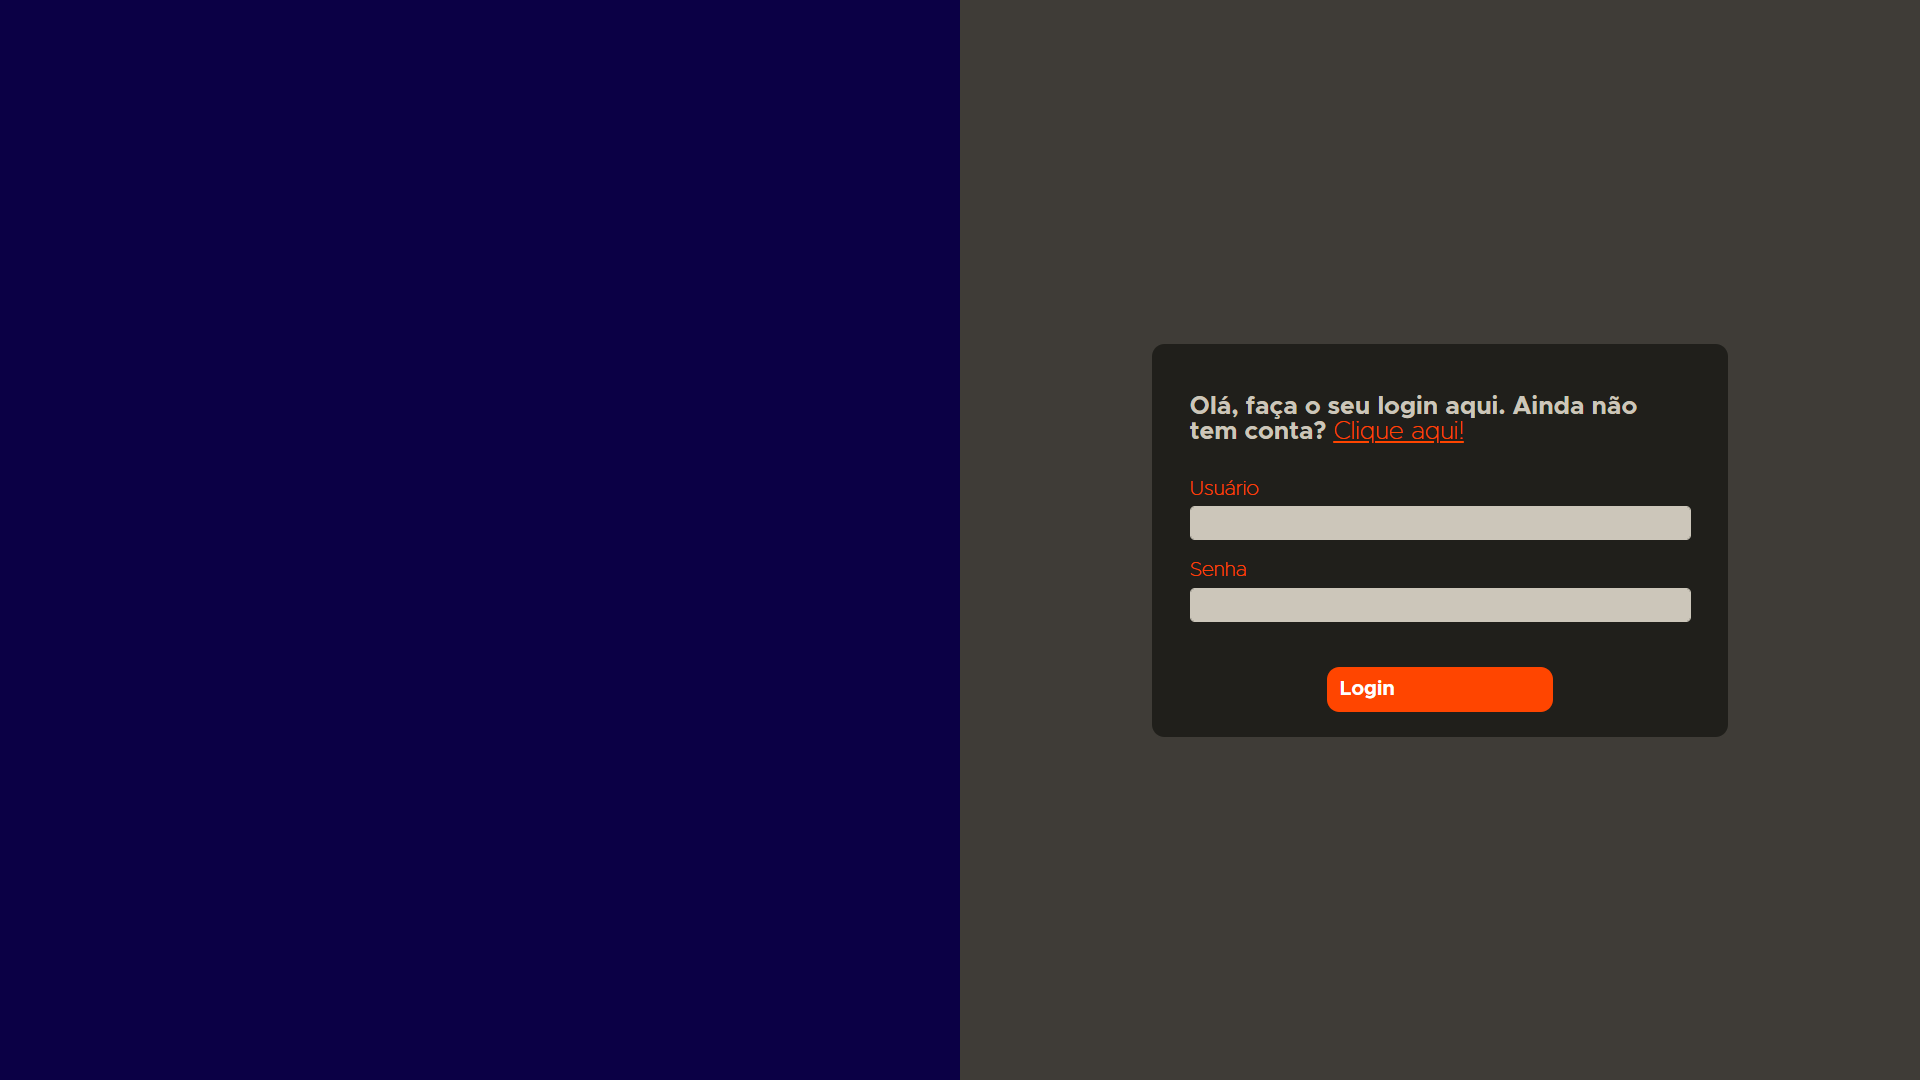 Olá, faça o seu login aqui. Ainda não
tem conta? Clique aqui!
Usuário
Senha
Login